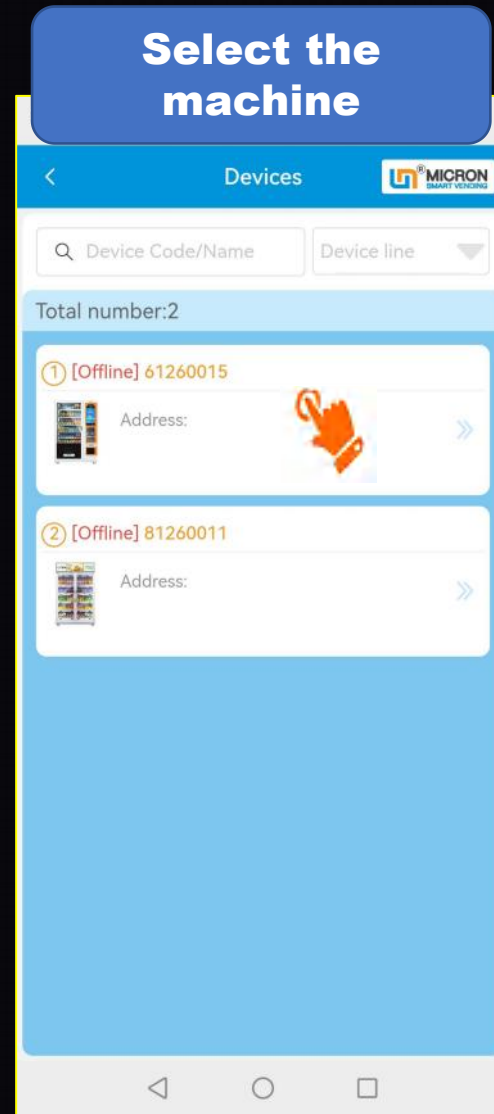 Select the
machine
Devices
MICRON
SMART VENDING
Device Code/Name
Device line
Total number:2
1 [Offline] 61260015
Address:
2 [Offline] 81260011
Address: